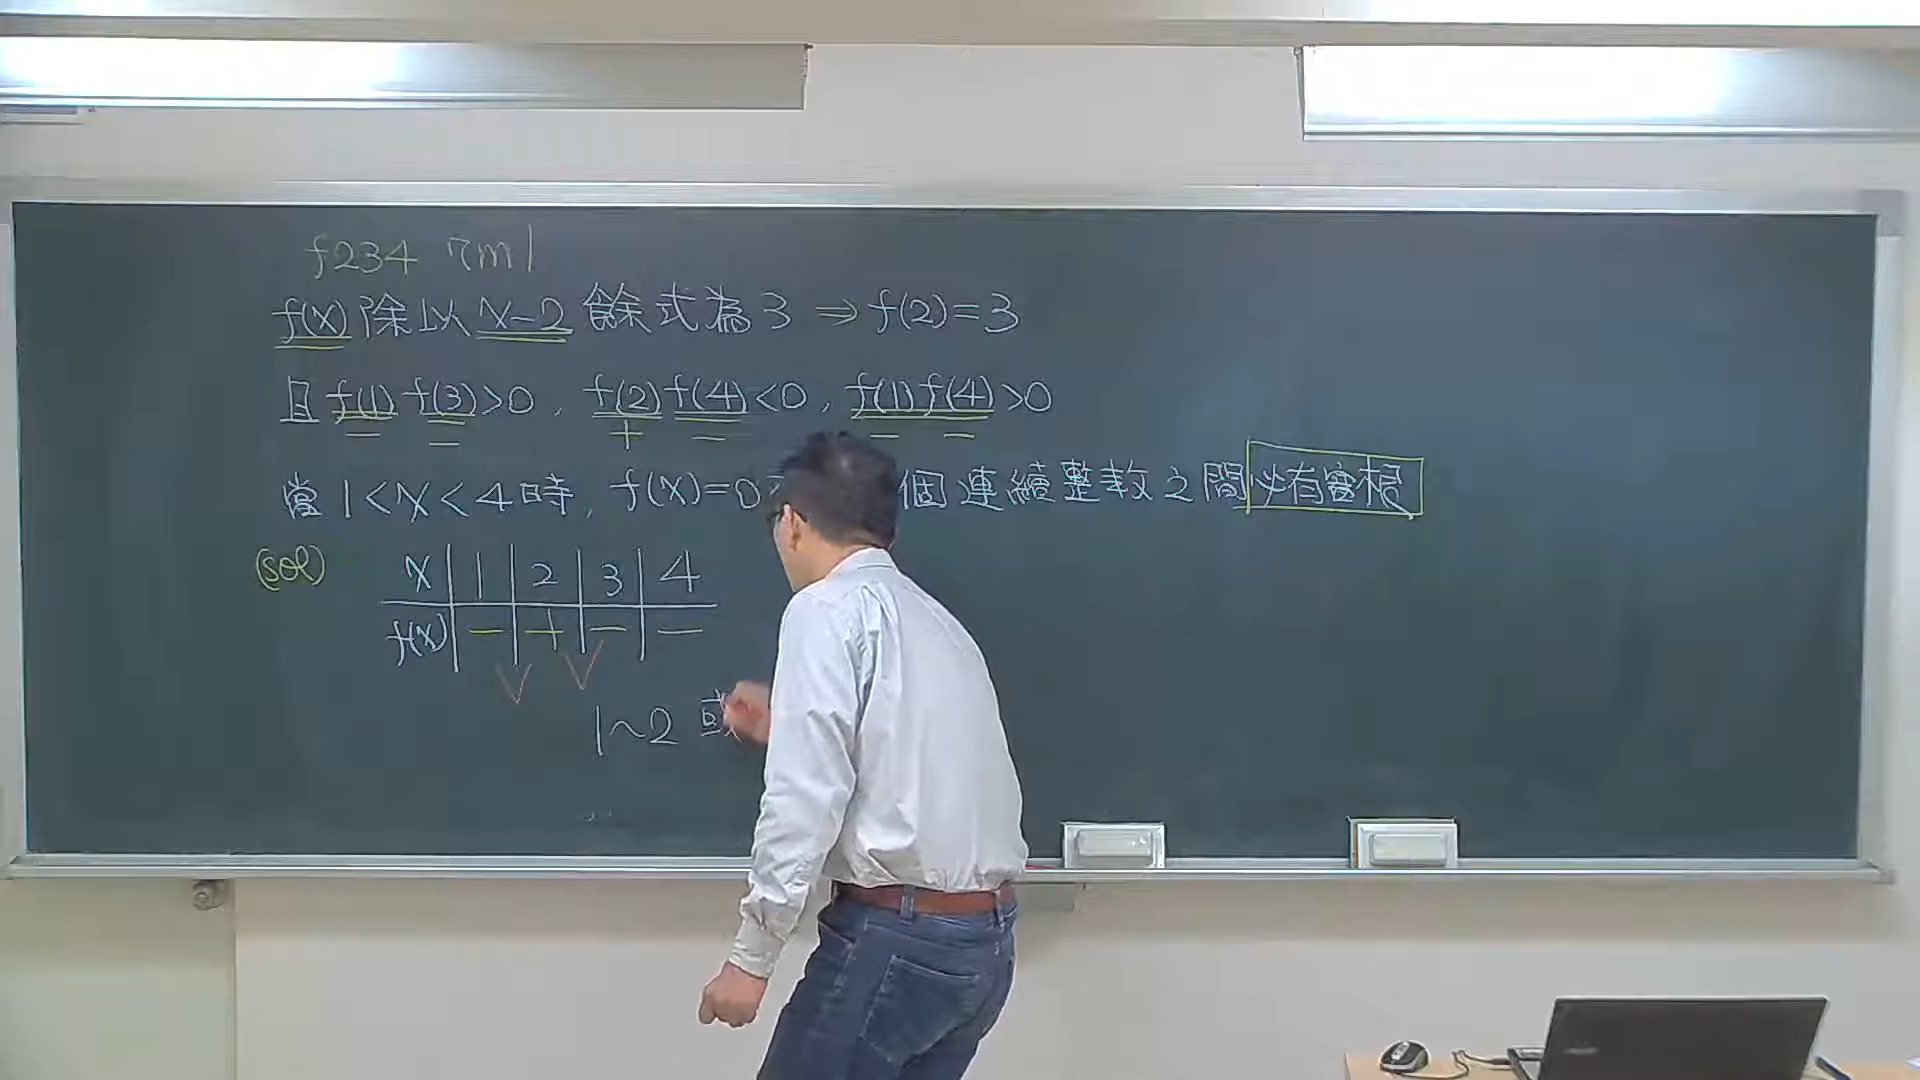 f234 7m1
f(x)除以x-2餘式為3 ⇒ f(2)=3
且f(1)f(3)>0, f(2)f(4)<0, f(1)f(4)>0
− − + − − −
當1<x<4時, f(x)=0 個連續整數之間必有實根
(sol)
x 1 2 3 4
f(x) − + − −
1~2 或